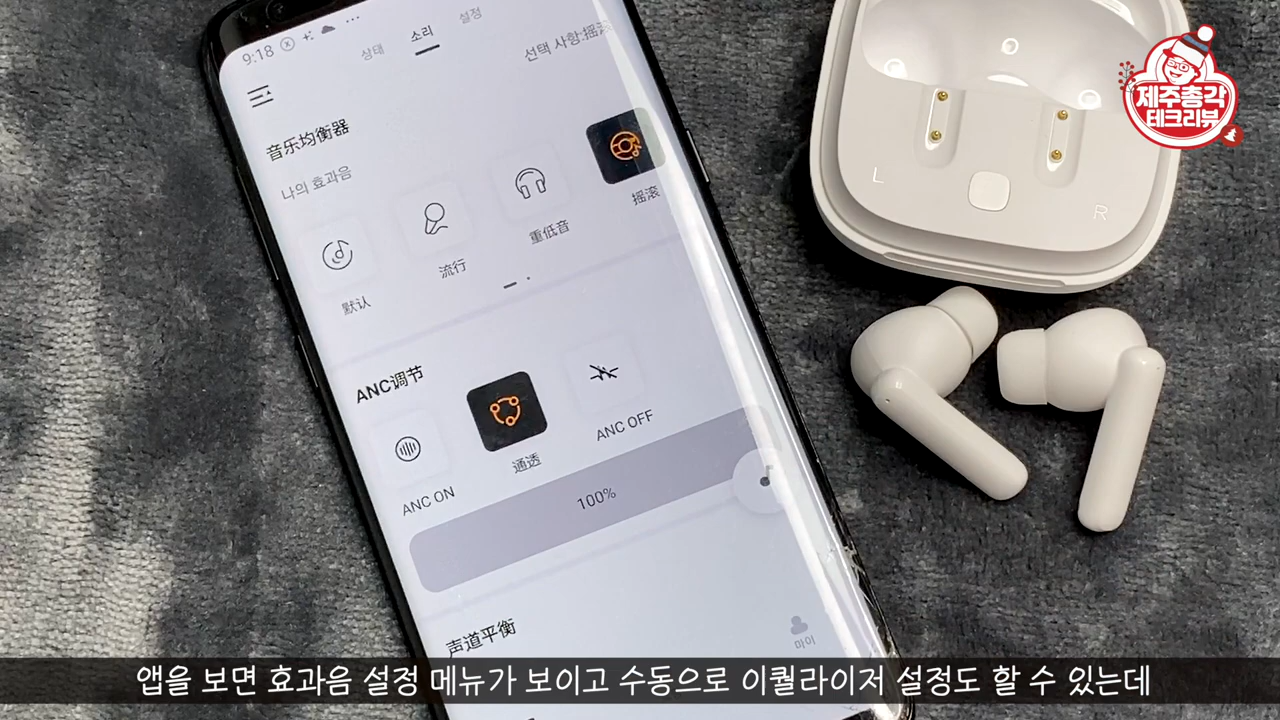 9:18
상태
소리
설정
선택 사항:摇滚
音乐均衡器
나의 효과음
默认
流行
重低音
摇滚
ANC调节
ANC ON
通透
ANC OFF
100%
声道平衡
마이
L
R
제주총각
테크리뷰
앱을 보면 효과음 설정 메뉴가 보이고 수동으로 이퀄라이저 설정도 할 수 있는데